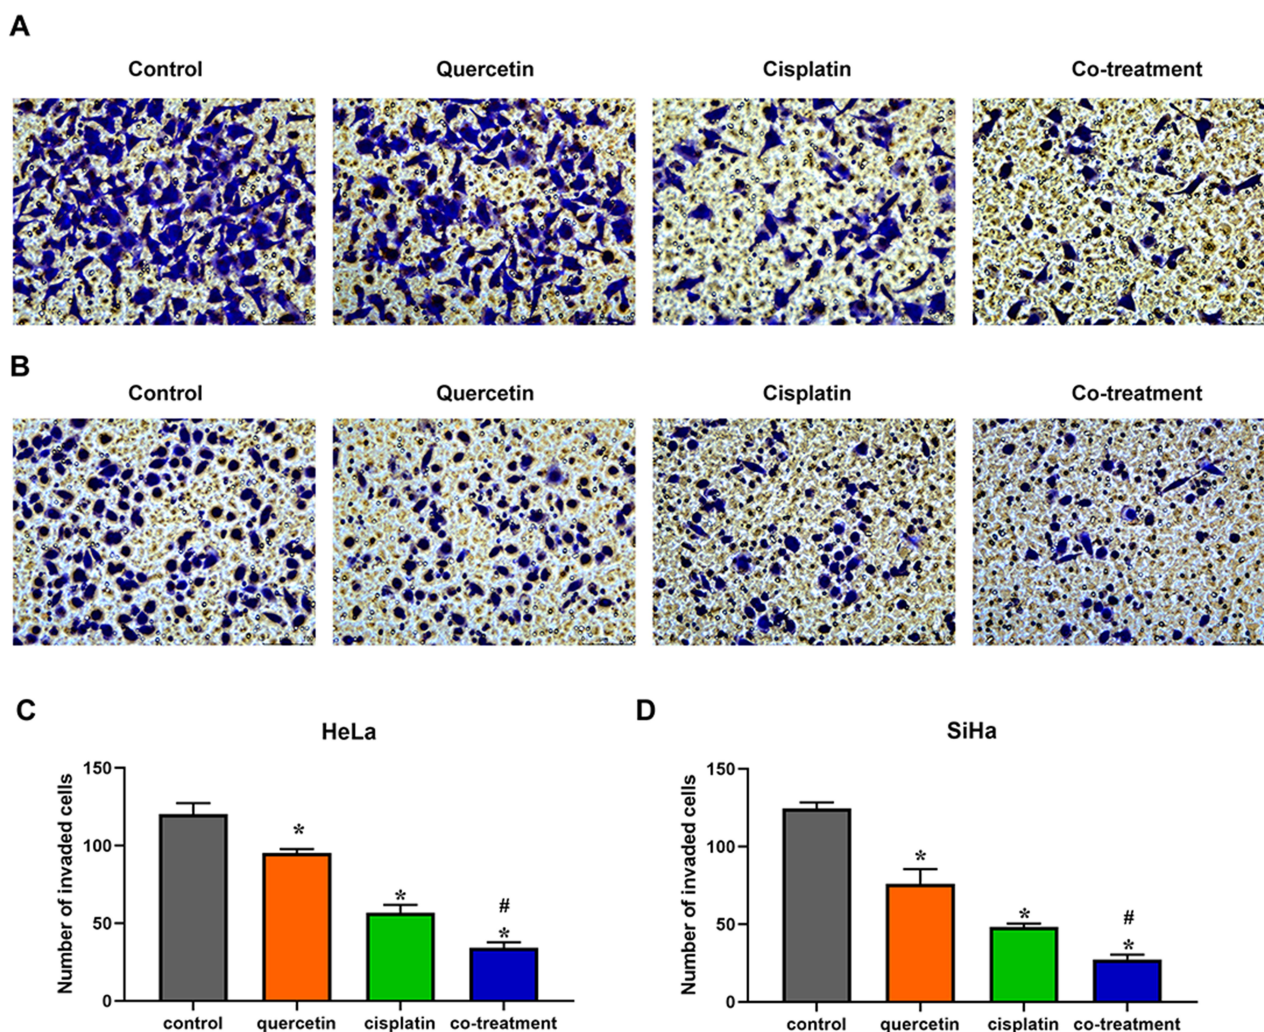 A
Control Quercetin Cisplatin Co-treatment
B
Control Quercetin Cisplatin Co-treatment
C
HeLa
Number of invaded cells
150
100
50
0
*
*
#
*
control quercetin cisplatin co-treatment
D
SiHa
Number of invaded cells
150
100
50
0
*
*
#
*
control quercetin cisplatin co-treatment